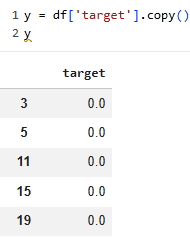 1 y = df['target'].copy()
2 y
target
3 0.0
5 0.0
11 0.0
15 0.0
19 0.0